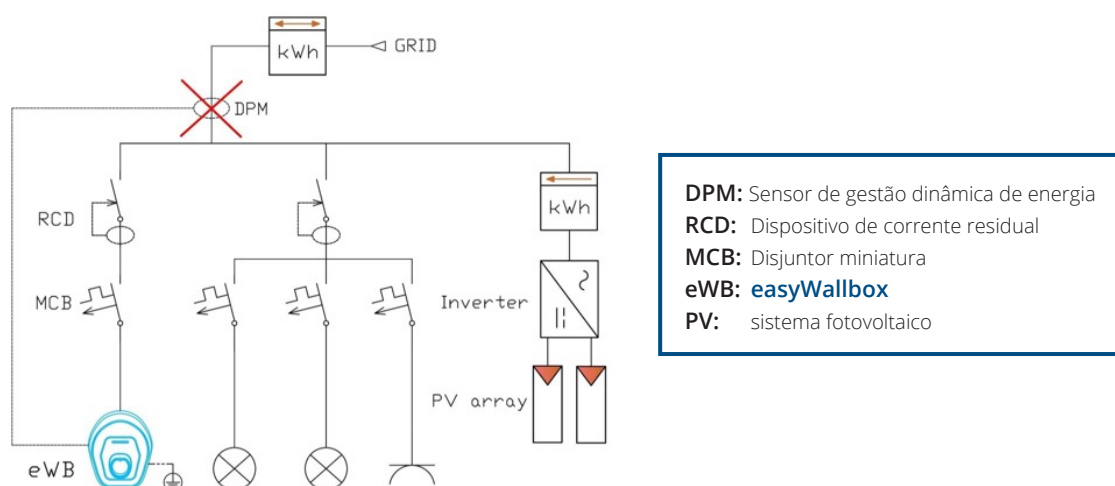 kWh
GRID
DPM
RCD
kWh
MCB
Inverter
PV array
eWB
DPM: Sensor de gestão dinâmica de energia
RCD: Dispositivo de corrente residual
MCB: Disjuntor miniatura
eWB: easyWallbox
PV: sistema fotovoltaico